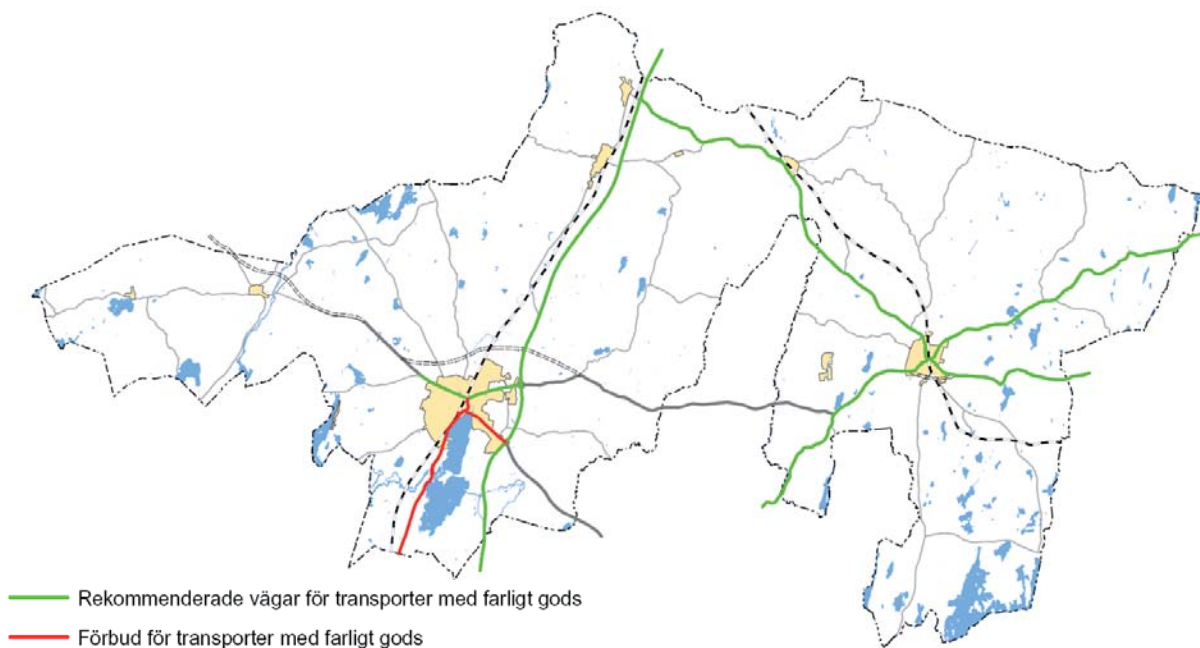 Rekommenderade vägar för transporter med farligt gods
Förbud för transporter med farligt gods